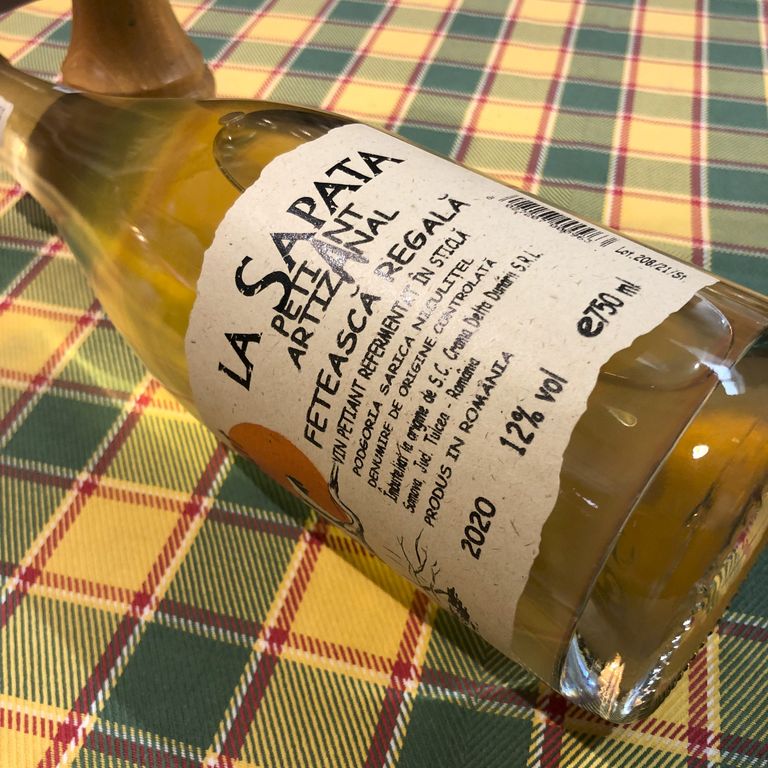 LA SAPATA
PETIANT
ARTIZANAL
FETEASCĂ REGALĂ
VIN PETIANT REFERMENTAT ÎN STICLĂ
PODGORIA SARICA NICULITEL
DENUMIRE DE ORIGINE CONTROLATĂ
Îmbuteliat la origine de S.C. Crama Delta Dunării S.R.L.
Somova, Jud. Tulcea - România
PRODUS IN ROMÂNIA
2020 12% vol e750 ml
Lot. 208/21/St.